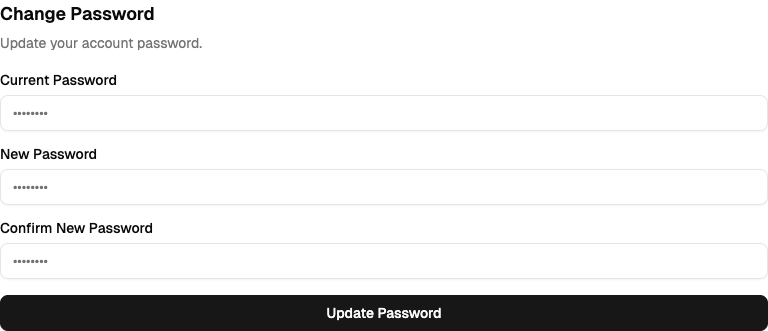 Change Password
Update your account password.
Current Password
••••••••
New Password
••••••••
Confirm New Password
••••••••
Update Password